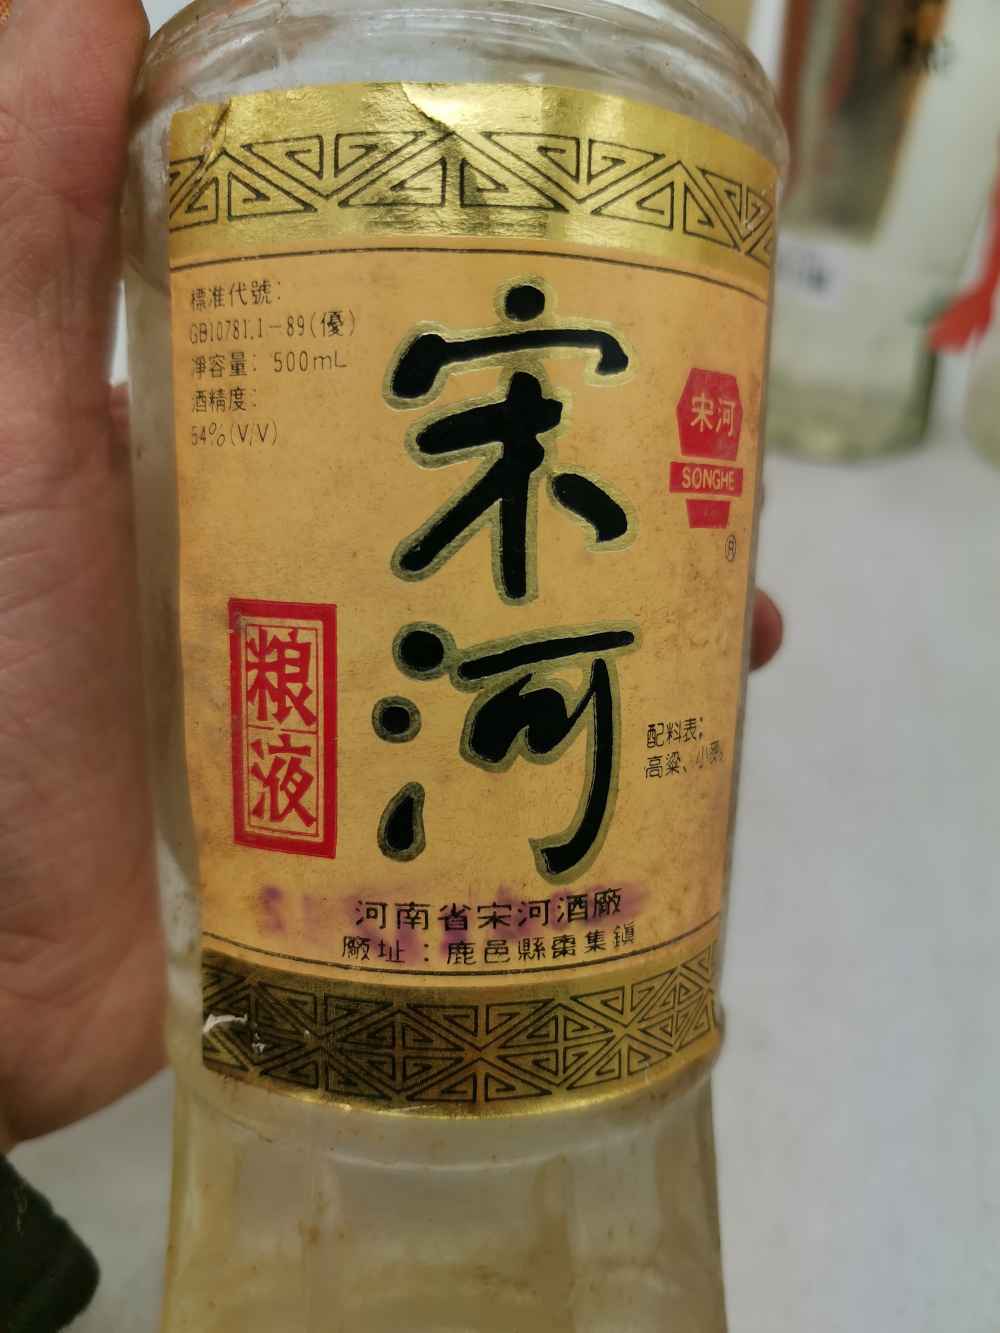 標准代號:
GB10781.1-89(優)
淨容量: 500mL
酒精度:
54%(V/V)
宋河
宋河
SONGHE
粮液
配料表:
高粱、小麥
河南省宋河酒廠
廠址:鹿邑縣棗集鎮